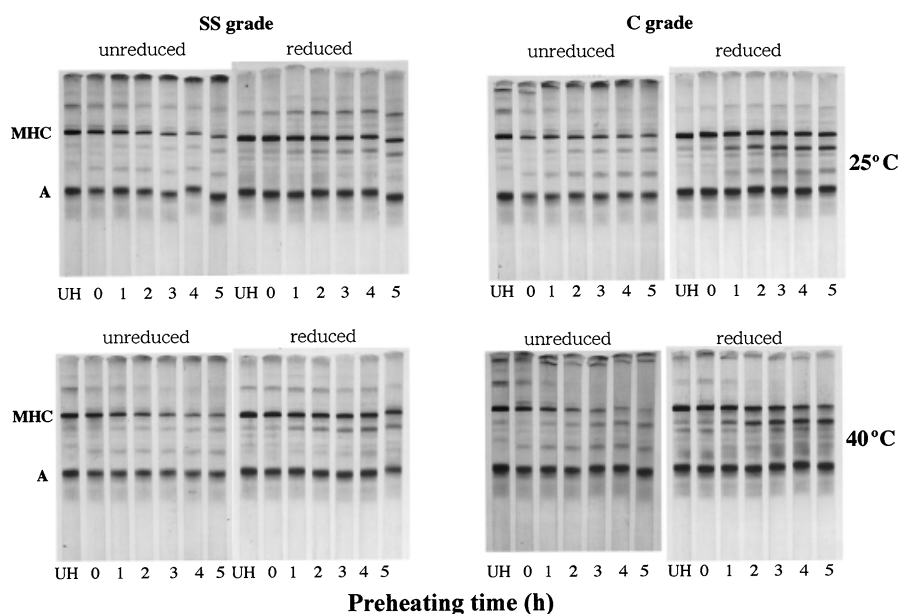 SS grade
C grade
unreduced
reduced
unreduced
reduced
MHC
A
25°C
UH 0 1 2 3 4 5 UH 0 1 2 3 4 5
UH 0 1 2 3 4 5 UH 0 1 2 3 4 5
unreduced
reduced
unreduced
reduced
MHC
A
40°C
UH 0 1 2 3 4 5 UH 0 1 2 3 4 5
UH 0 1 2 3 4 5 UH 0 1 2 3 4 5
Preheating time (h)